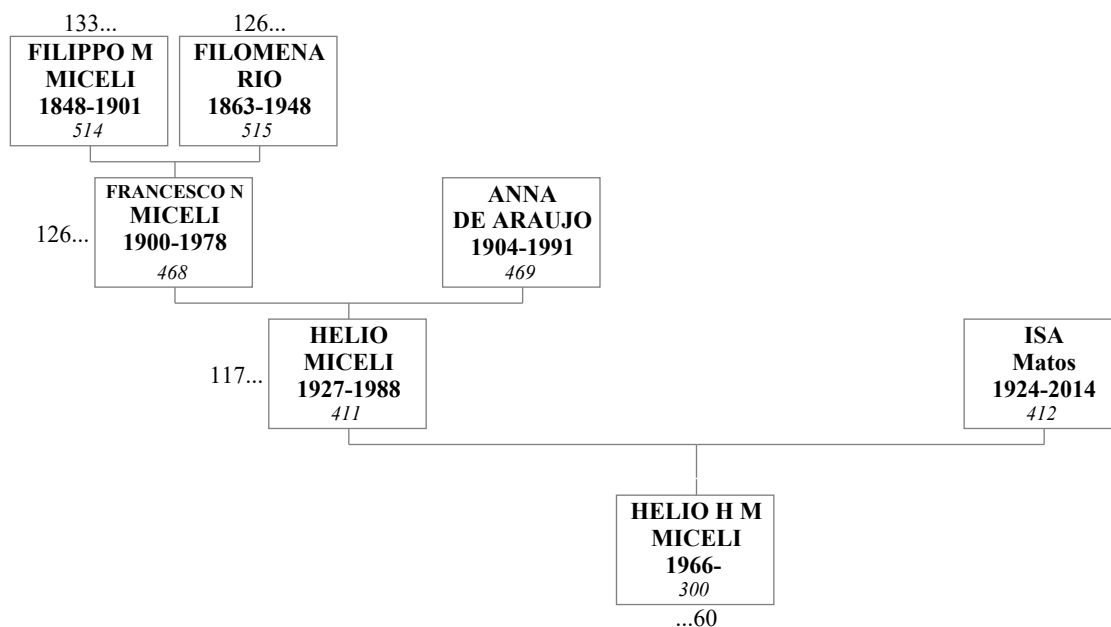 133...
FILIPPO M
MICELI
1848-1901
514
126...
FILOMENA
RIO
1863-1948
515
126...
FRANCESCO N
MICELI
1900-1978
468
ANNA
DE ARAUJO
1904-1991
469
117...
HELIO
MICELI
1927-1988
411
ISA
Matos
1924-2014
412
HELIO H M
MICELI
1966-
300
...60